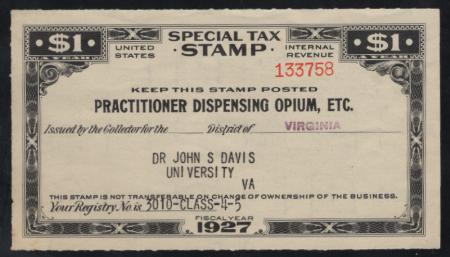 $1 SPECIAL TAX $1
A YEAR UNITED STATES STAMP INTERNAL REVENUE A YEAR
133758
KEEP THIS STAMP POSTED
PRACTITIONER DISPENSING OPIUM, ETC.
Issued by the Collector for the District of VIRGINIA
DR JOHN S DAVIS
UNIVERSITY
VA
THIS STAMP IS NOT TRANSFERABLE ON CHANGE OF OWNERSHIP OF THE BUSINESS.
Your Registry No. is 3010-CLASS-4-5
FISCAL YEAR
1927